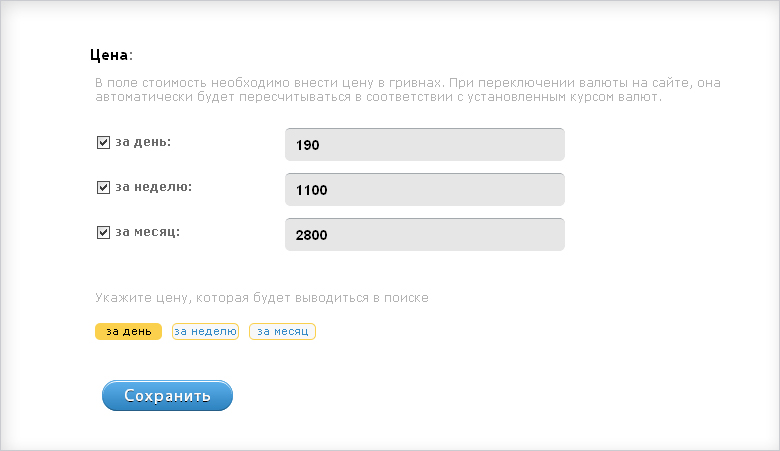 Цена:
В поле стоимость необходимо внести цену в гривнах. При переключении валюты на сайте, она
автоматически будет пересчитываться в соответствии с установленным курсом валют.
за день:
190
за неделю:
1100
за месяц:
2800
Укажите цену, которая будет выводиться в поиске
за день за неделю за месяц
Сохранить